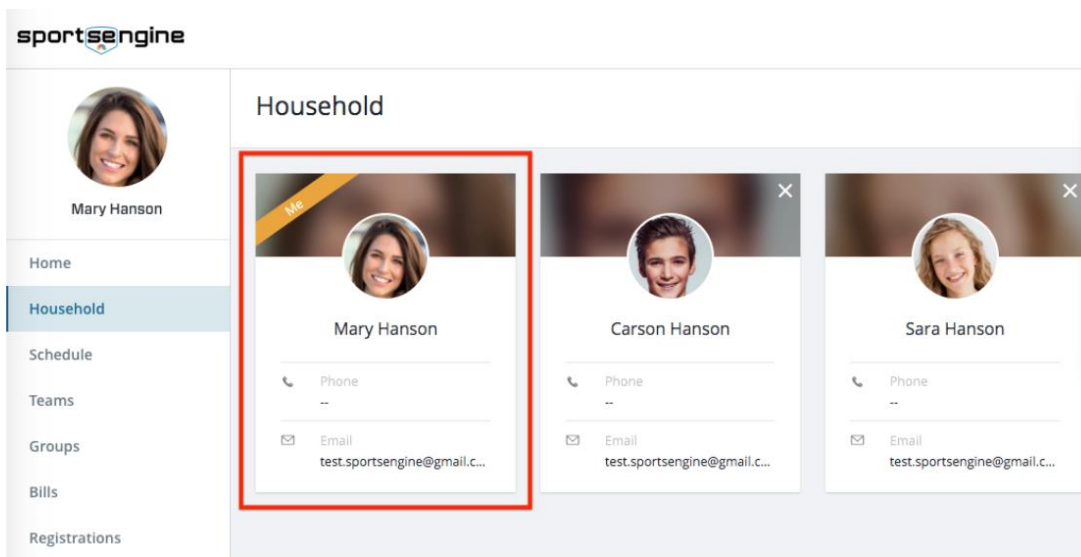 sportsengine
Mary Hanson
Home
Household
Schedule
Teams
Groups
Bills
Registrations
Household
Me
Mary Hanson
Phone
--
Email
test.sportsengine@gmail.c...
Carson Hanson
Phone
--
Email
test.sportsengine@gmail.c...
Sara Hanson
Phone
--
Email
test.sportsengine@gmail.c...